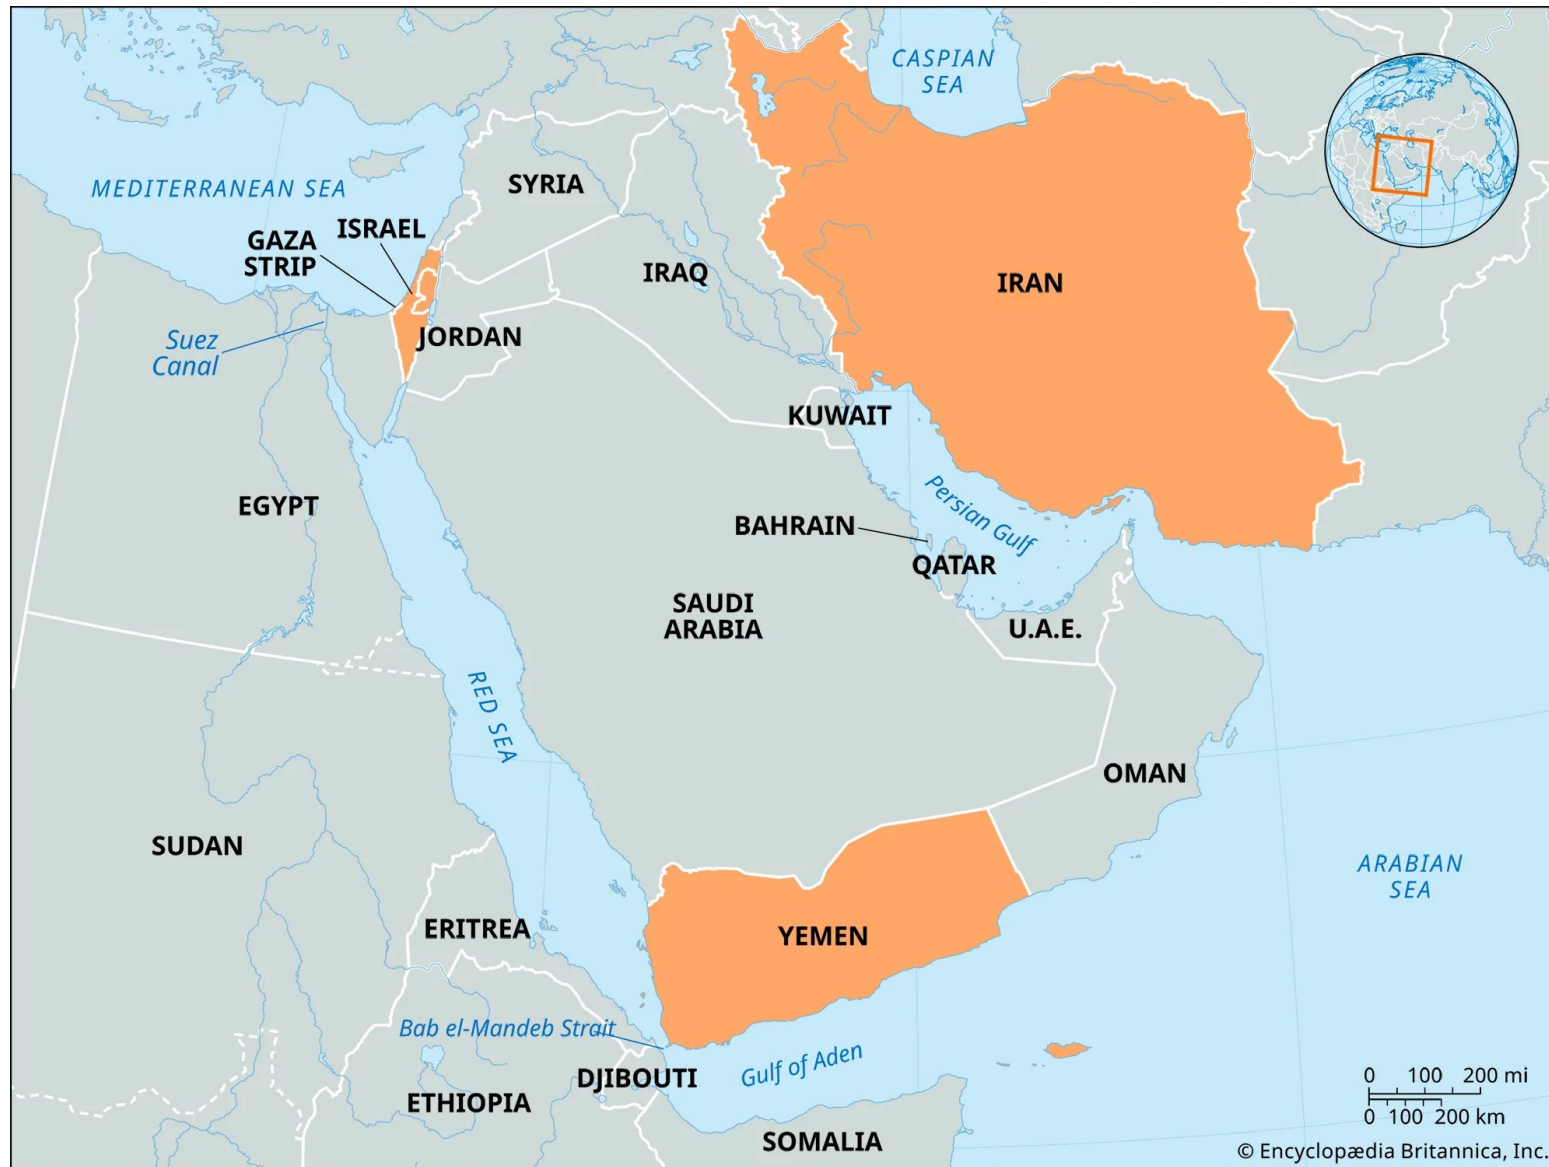 CASPIAN
SEA
MEDITERRANEAN SEA
SYRIA
ISRAEL
GAZA
STRIP
IRAQ
IRAN
Suez
Canal
JORDAN
KUWAIT
EGYPT
Persian Gulf
BAHRAIN
QATAR
SAUDI
ARABIA
U.A.E.
RED SEA
OMAN
SUDAN
ARABIAN
SEA
ERITREA
YEMEN
Bab el-Mandeb Strait
Gulf of Aden
DJIBOUTI
ETHIOPIA
SOMALIA
0 100 200 mi
0 100 200 km
© Encyclopædia Britannica, Inc.